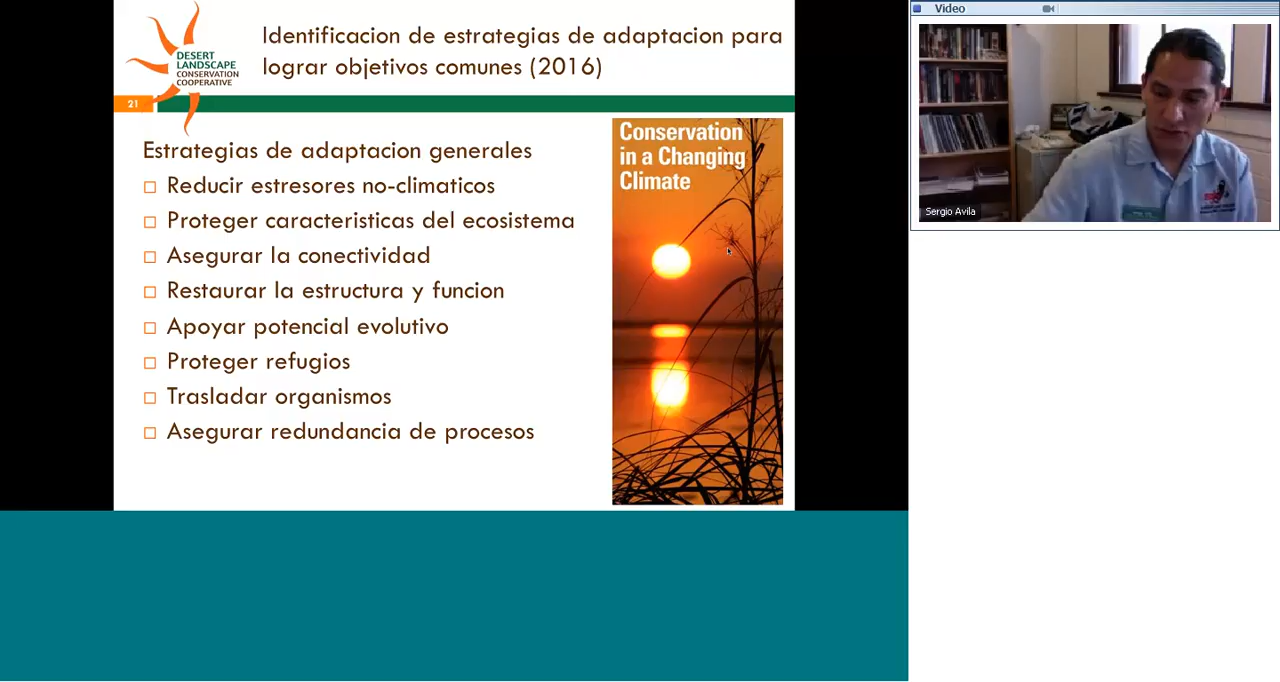 DESERT
LANDSCAPE
CONSERVATION
COOPERATIVE
Identificacion de estrategias de adaptacion para
lograr objetivos comunes (2016)
21
Estrategias de adaptacion generales
Reducir estresores no-climaticos
Proteger caracteristicas del ecosistema
Asegurar la conectividad
Restaurar la estructura y funcion
Apoyar potencial evolutivo
Proteger refugios
Trasladar organismos
Asegurar redundancia de procesos
Conservation
in a Changing
Climate
Video
Sergio Avila